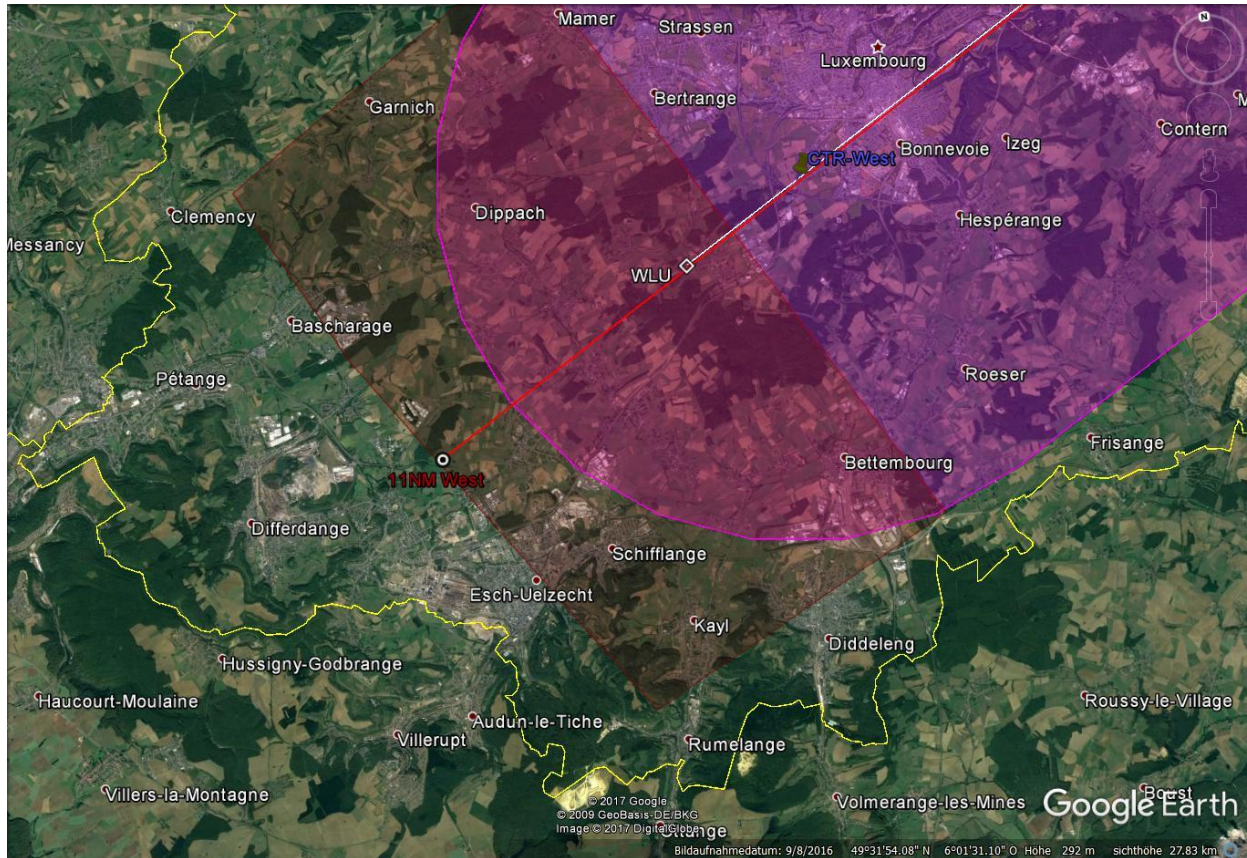 Mamer
Strassen
Luxembourg
Bertrange
Garnich
Contern
CTR-West
Bonnevoie
Izeg
Clemency
Dippach
Hespérange
Messancy
WLU
Bascharage
Pétange
Roeser
Frisange
Bettembourg
11NM West
Differdange
Schifflange
Esch-Uelzecht
Kayl
Diddeleng
Hussigny-Godbrange
Haucourt-Moulaine
Roussy-le-Village
Audun-le-Tiche
Villerupt
Rumelange
Villers-la-Montagne
Boust
Volmerange-les-Mines
Google Earth
© 2017 Google
© 2009 GeoBasis-DE/BKG
Image © 2017 DigitalGlobe
Ottange
Bildaufnahmedatum: 9/8/2016 49°31'54.08" N 6°01'31.10" O Höhe 292 m sichthöhe 27.83 km
N